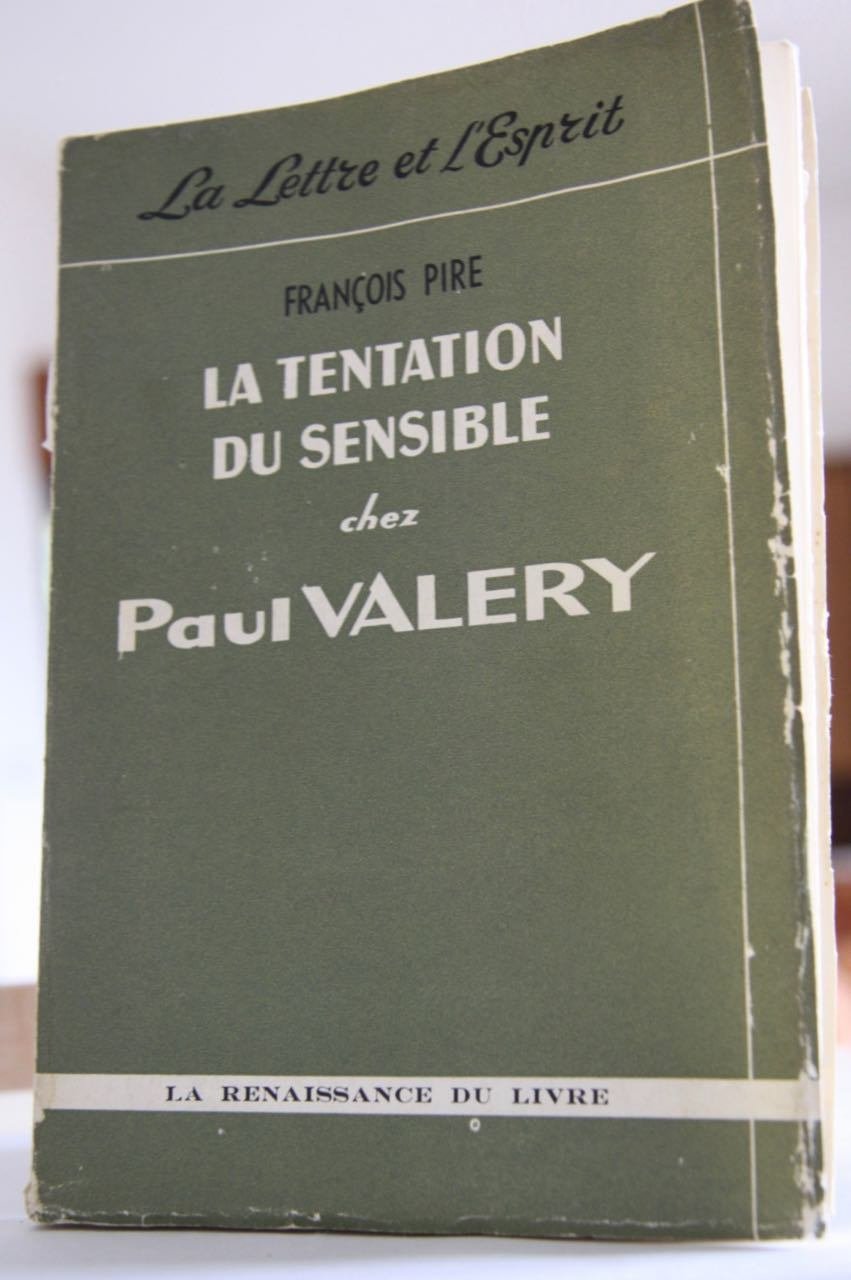 La Lettre et l'Esprit
FRANÇOIS PIRE
LA TENTATION
DU SENSIBLE
chez
Paul VALERY
LA RENAISSANCE DU LIVRE